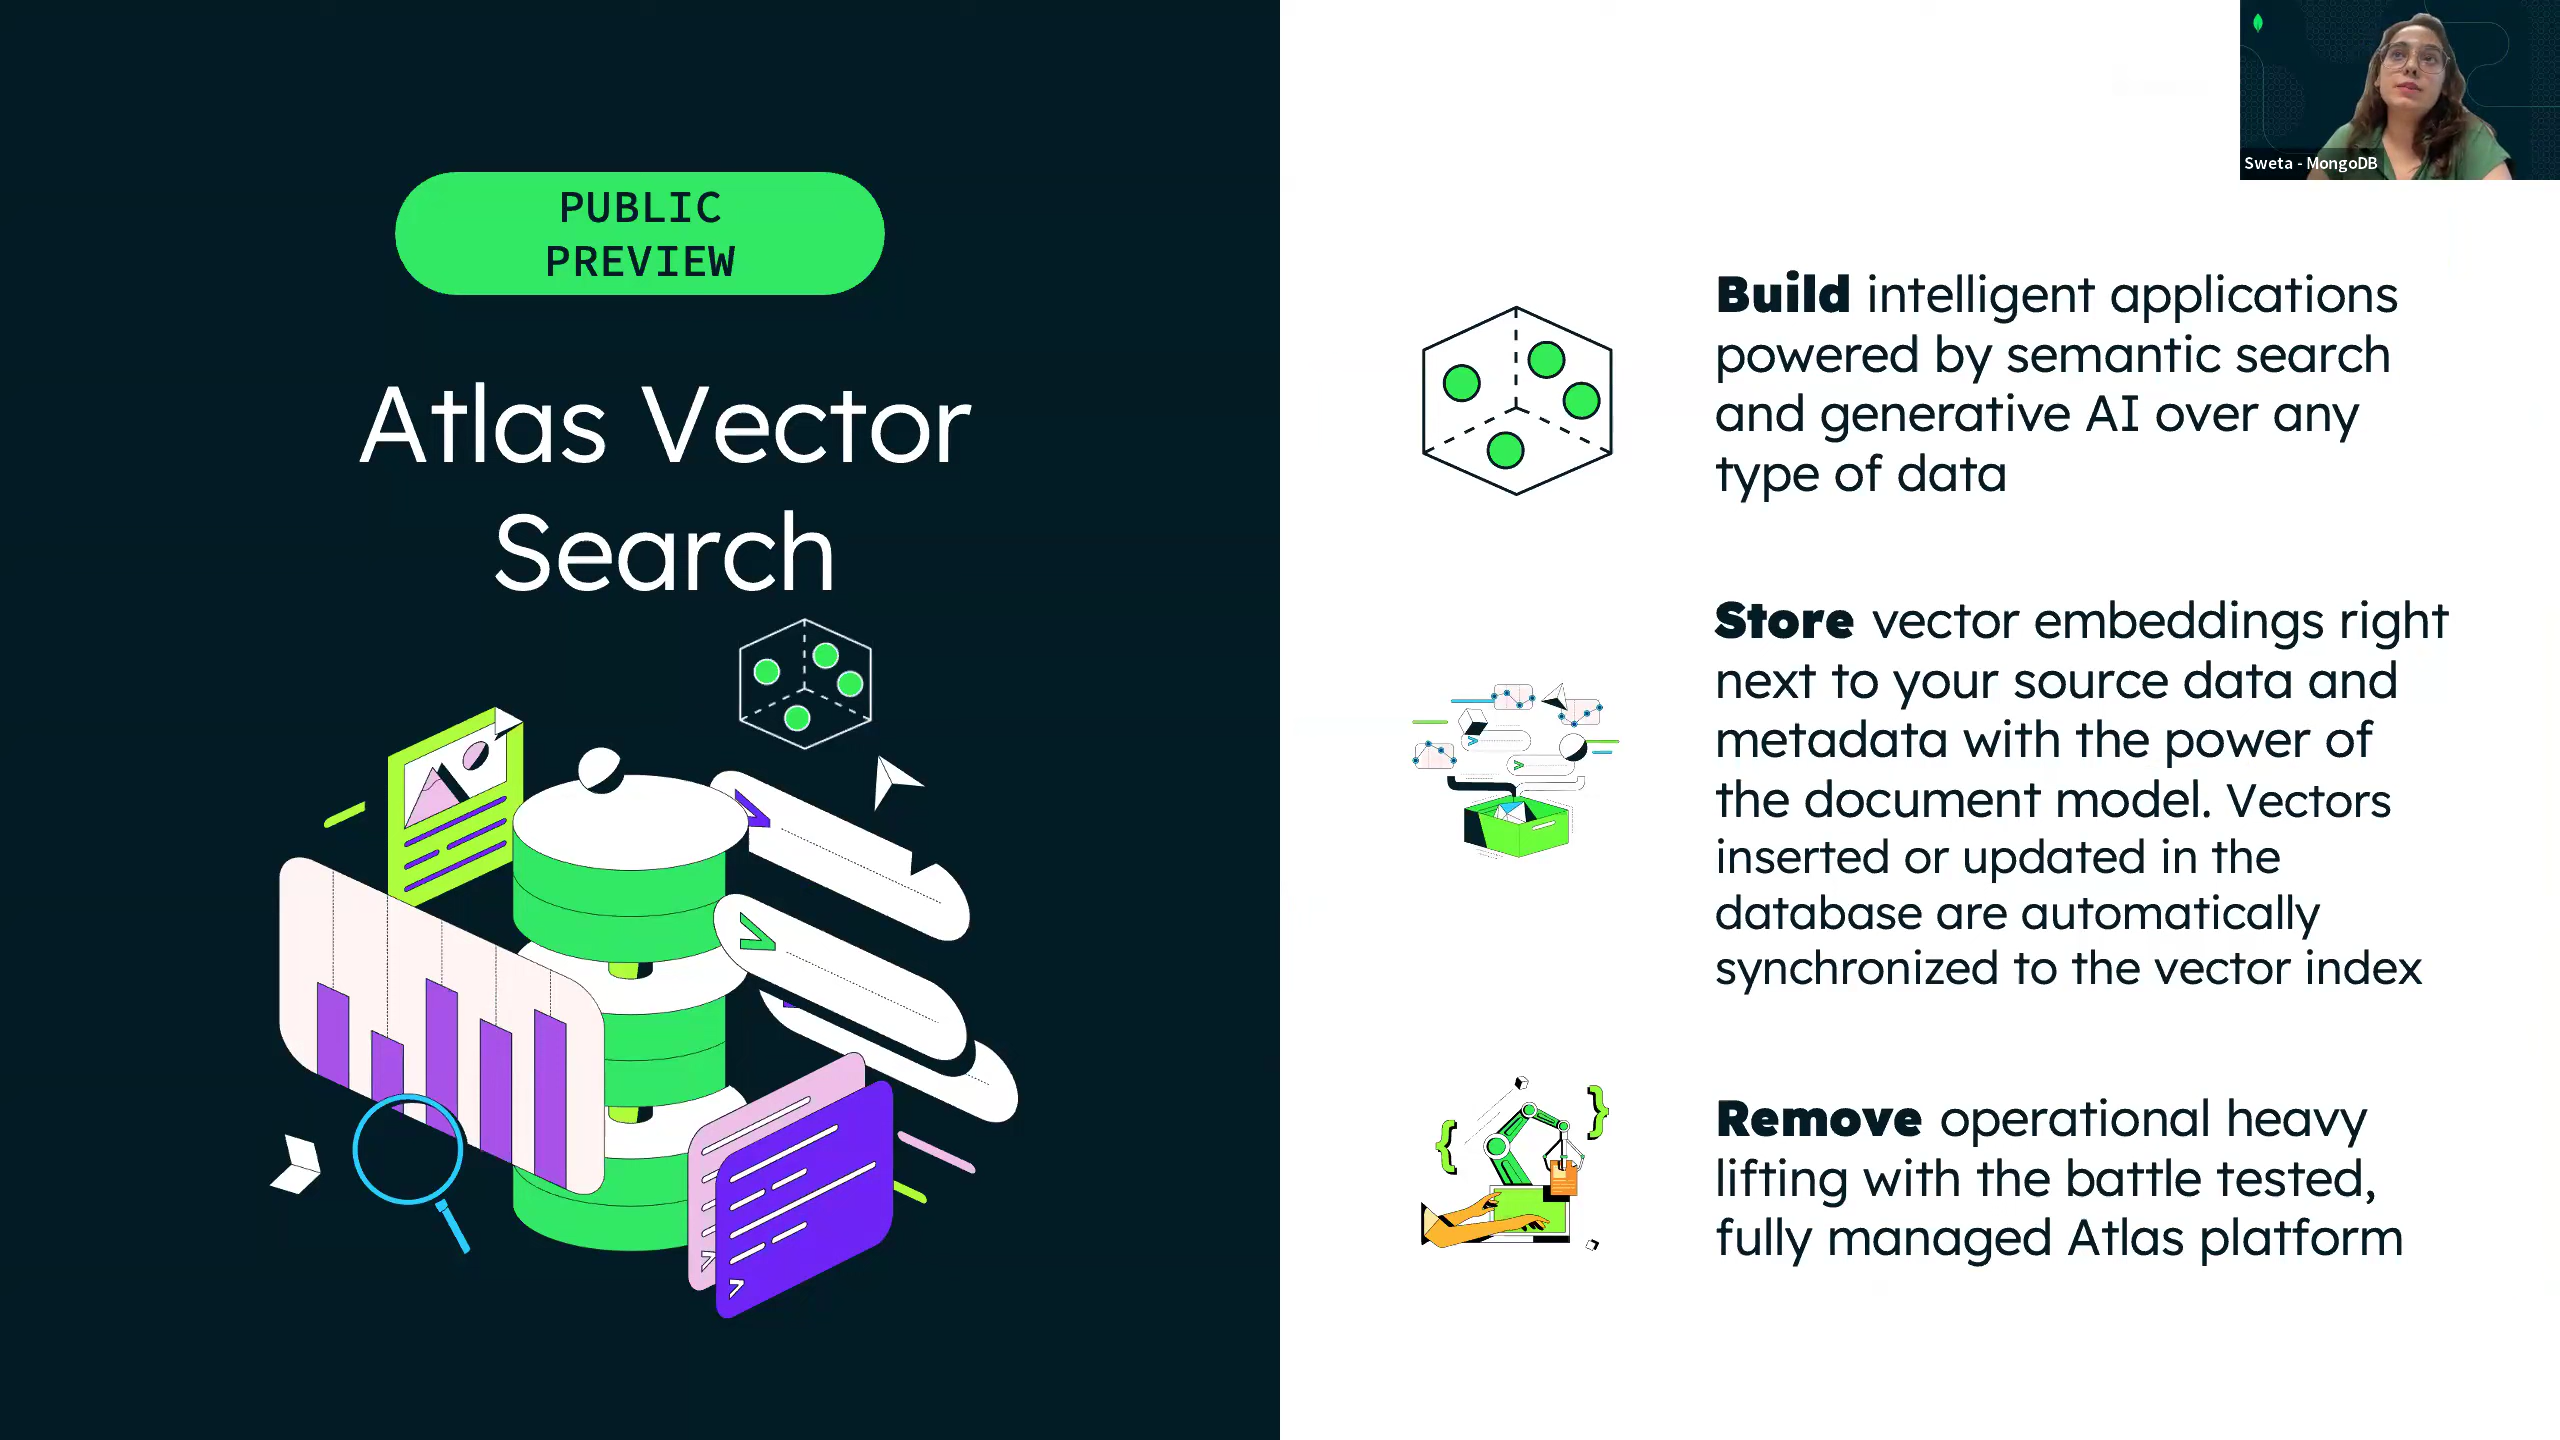 PUBLIC
PREVIEW
Atlas Vector
Search
Sweta - MongoDB
Build intelligent applications
powered by semantic search
and generative AI over any
type of data
Store vector embeddings right
next to your source data and
metadata with the power of
the document model. Vectors
inserted or updated in the
database are automatically
synchronized to the vector index
Remove operational heavy
lifting with the battle tested,
fully managed Atlas platform